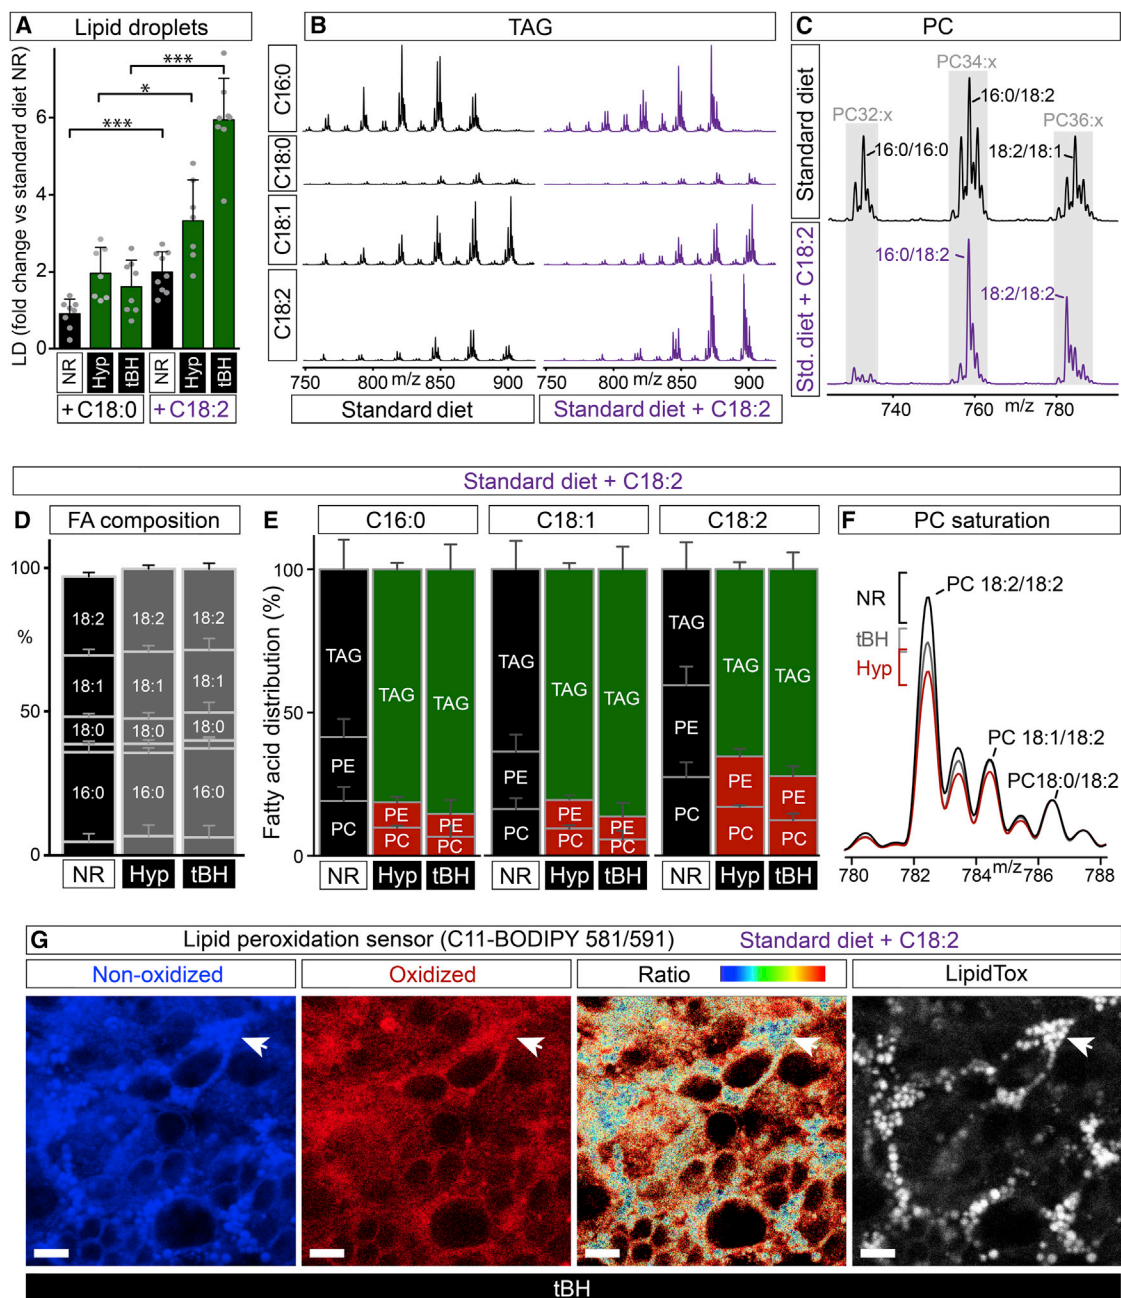 A Lipid droplets
LD (fold change vs standard diet NR)
6
4
2
0
***
*
***
NR Hyp tBH NR Hyp tBH
+ C18:0 + C18:2
B TAG
C16:0
C18:0
C18:1
C18:2
750 800 m/z 850 900 750 800 m/z 850 900
Standard diet Standard diet + C18:2
C PC
Standard diet
Std. diet + C18:2
PC32:x
PC34:x
PC36:x
16:0/18:2
16:0/16:0
18:2/18:1
16:0/18:2
18:2/18:2
740 760 m/z 780
Standard diet + C18:2
D FA composition
100
%
50
0
18:2 18:2 18:2
18:1 18:1 18:1
18:0 18:0 18:0
16:0 16:0 16:0
NR Hyp tBH
E C16:0 C18:1 C18:2
Fatty acid distribution (%)
100
50
0
TAG TAG TAG TAG TAG TAG TAG TAG TAG
PE PE PE PE PE PE PE PE PE
PC PC PC PC PC PC PC PC PC
NR Hyp tBH NR Hyp tBH NR Hyp tBH
F PC saturation
NR
tBH
Hyp
PC 18:2/18:2
PC 18:1/18:2
PC18:0/18:2
780 782 784 m/z 786 788
G Lipid peroxidation sensor (C11-BODIPY 581/591) Standard diet + C18:2
Non-oxidized Oxidized Ratio LipidTox
tBH